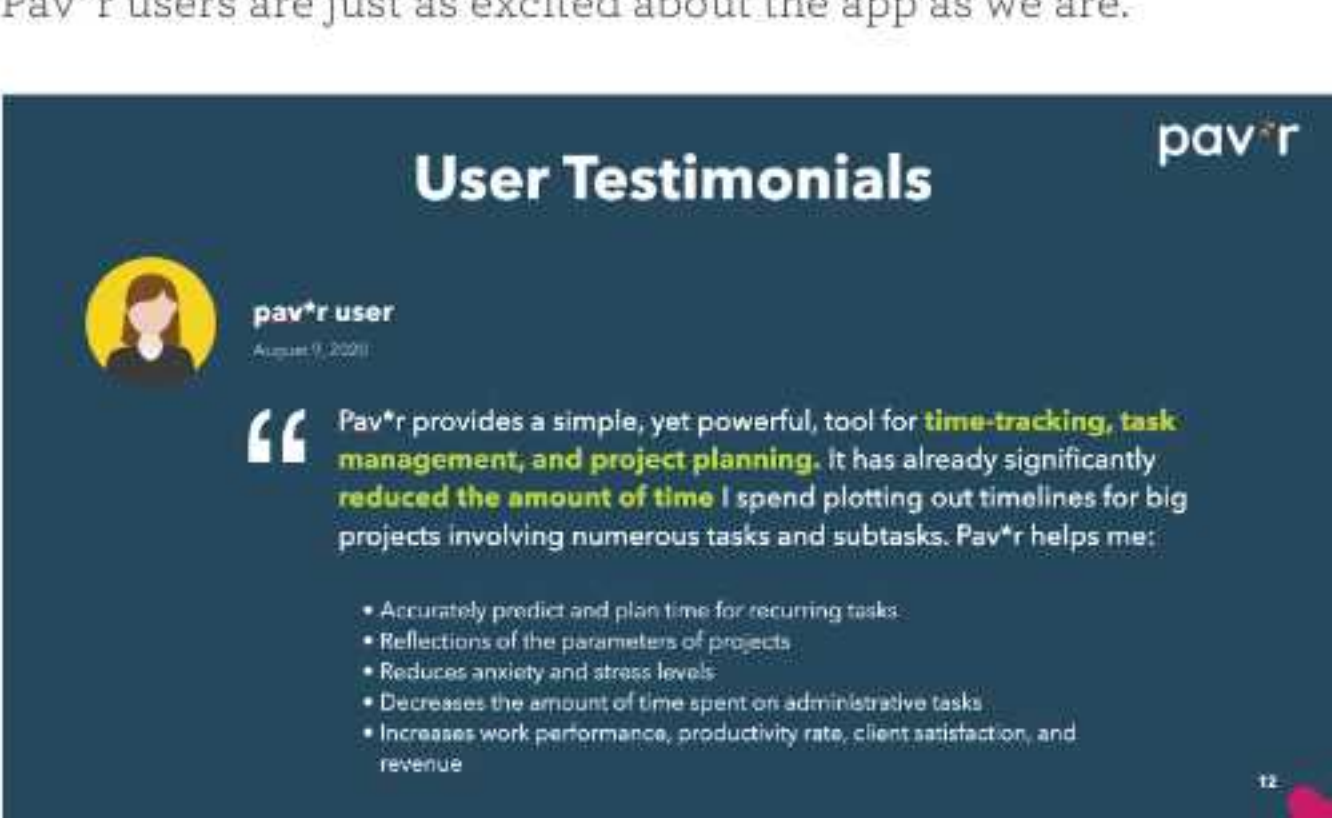 Pav*r users are just as excited about the app as we are.
pav*r
User Testimonials
pav*r user
August 9, 2020
“
Pav*r provides a simple, yet powerful, tool for time-tracking, task
management, and project planning. It has already significantly
reduced the amount of time I spend plotting out timelines for big
projects involving numerous tasks and subtasks. Pav*r helps me:
• Accurately predict and plan time for recurring tasks
• Reflections of the parameters of projects
• Reduces anxiety and stress levels
• Decreases the amount of time spent on administrative tasks
• Increases work performance, productivity rate, client satisfaction, and
revenue
12